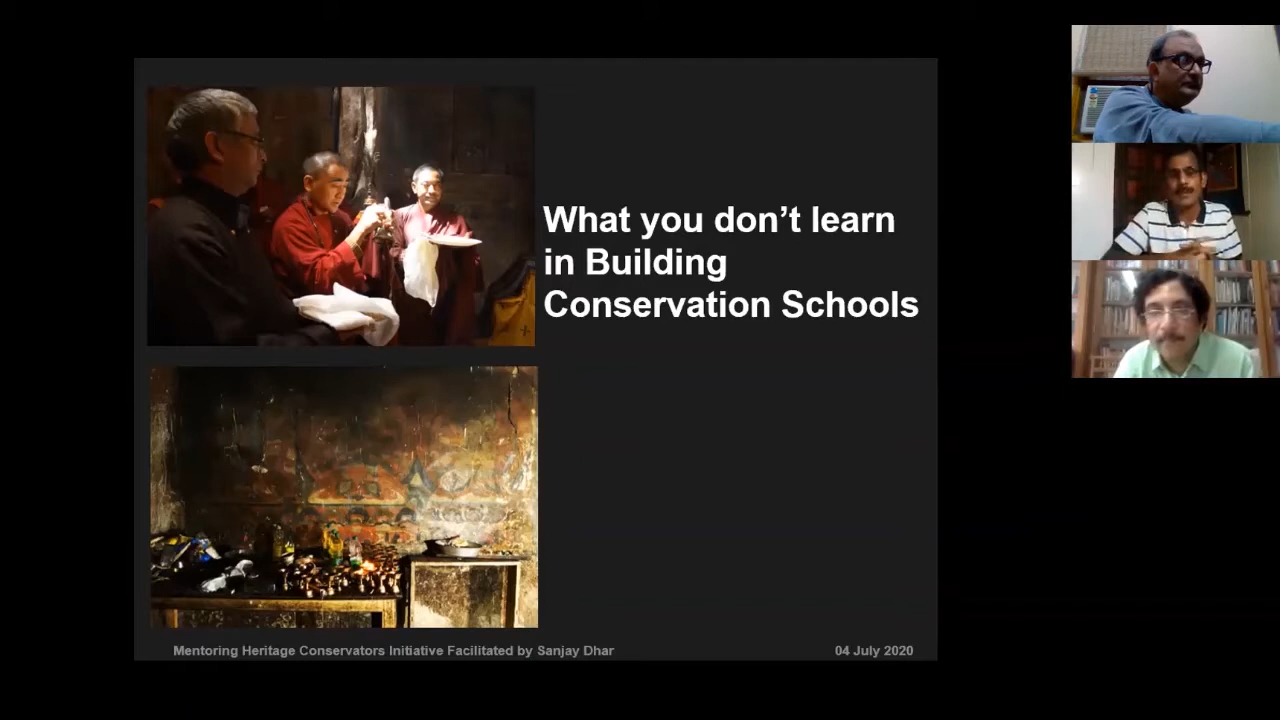 What you don't learn
in Building
Conservation Schools
Mentoring Heritage Conservators Initiative Facilitated by Sanjay Dhar
04 July 2020